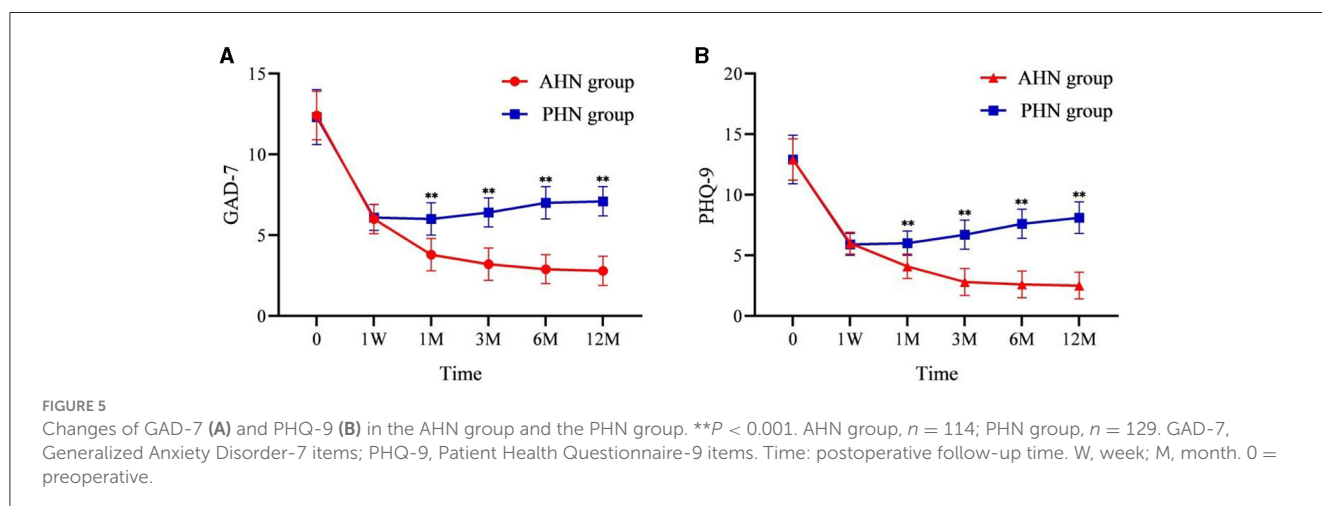 A
15
10
5
0
GAD-7
AHN group
PHN group
** ** ** **
0 1W 1M 3M 6M 12M
Time
B
20
15
10
5
0
PHQ-9
AHN group
PHN group
** ** ** **
0 1W 1M 3M 6M 12M
Time
FIGURE 5
Changes of GAD-7 (A) and PHQ-9 (B) in the AHN group and the PHN group. **P < 0.001. AHN group, n = 114; PHN group, n = 129. GAD-7,
Generalized Anxiety Disorder-7 items; PHQ-9, Patient Health Questionnaire-9 items. Time: postoperative follow-up time. W, week; M, month. 0 =
preoperative.